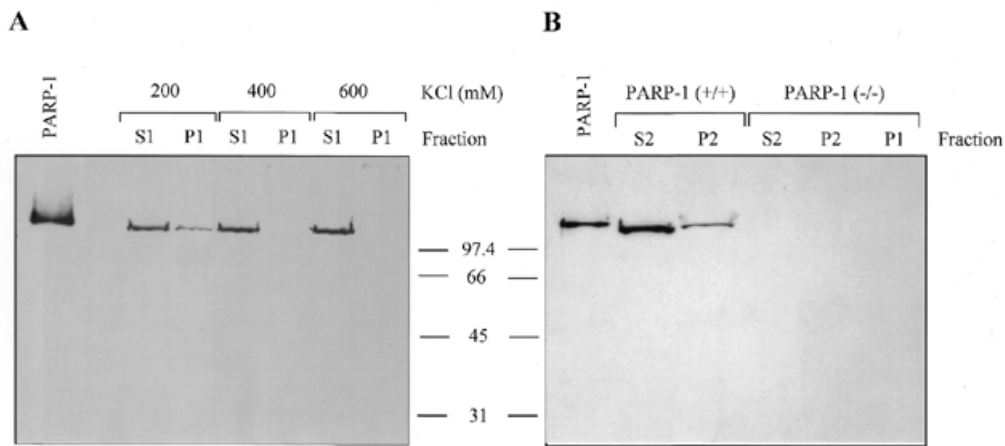 A
B
PARP-1
200 400 600 KCl (mM)
S1 P1 S1 P1 S1 P1 Fraction
PARP-1
PARP-1 (+/+) PARP-1 (-/-)
S2 P2 S2 P2 P1 Fraction
97.4
66
45
31